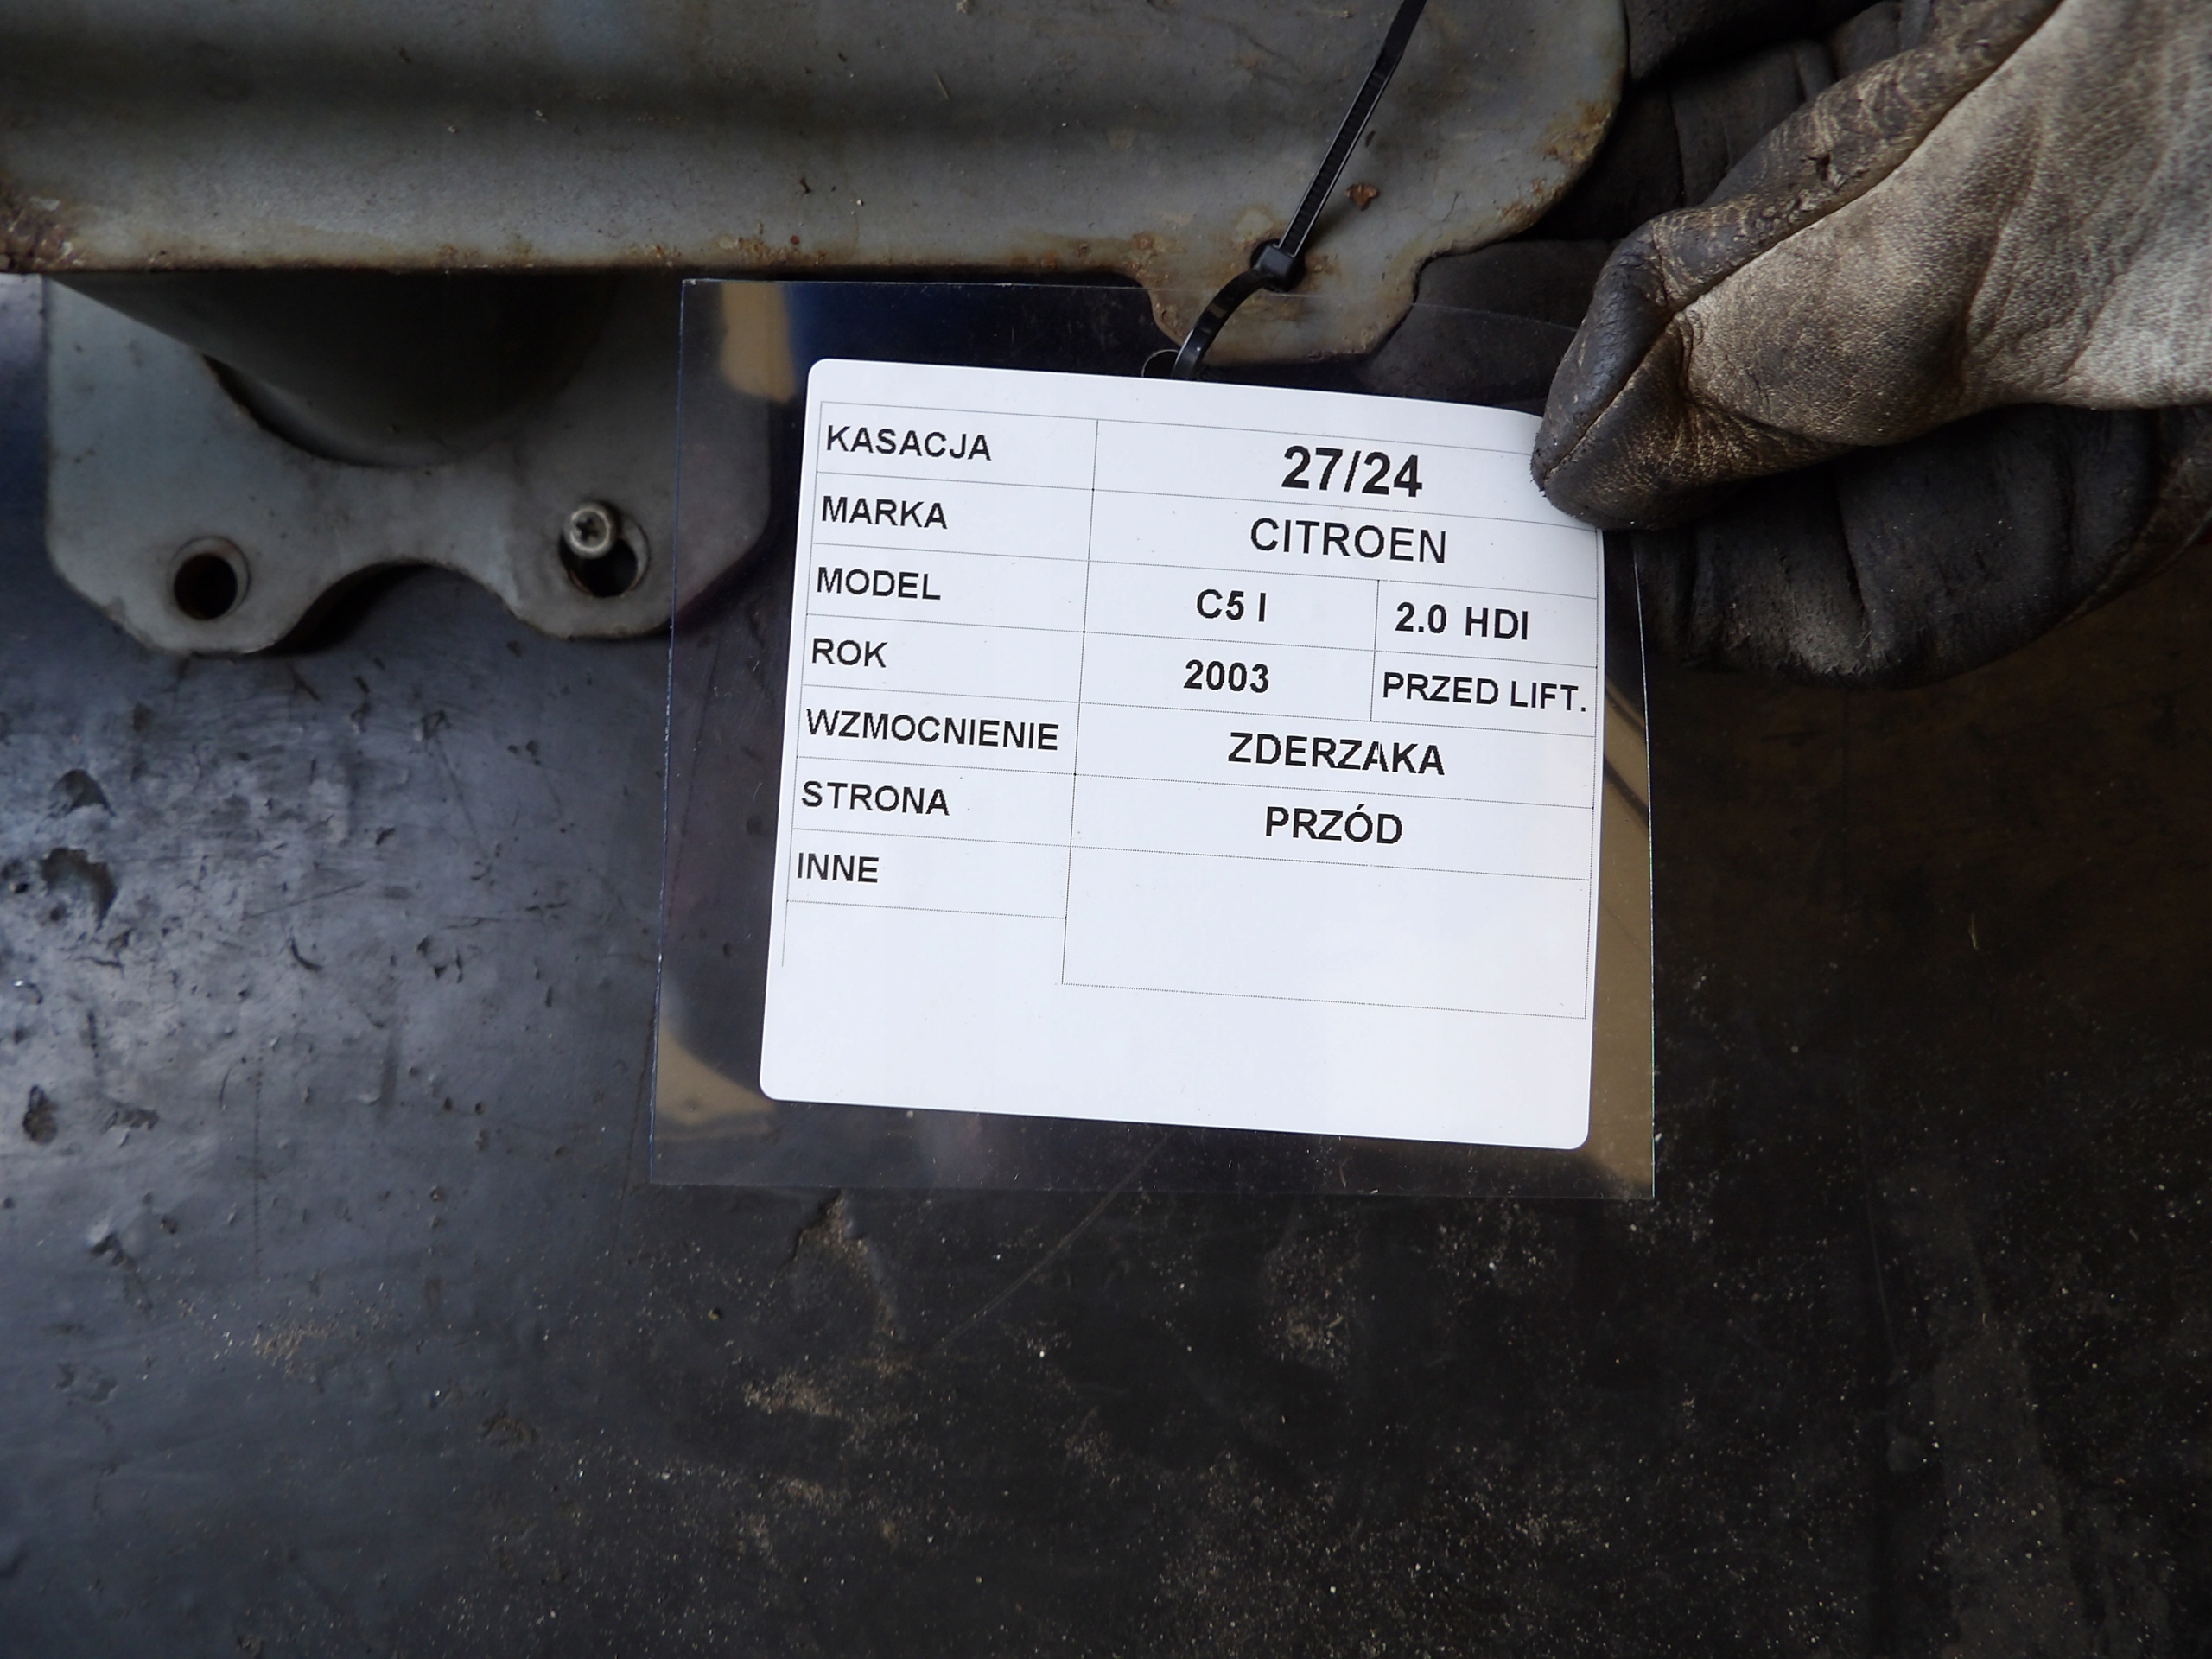 KASACJA 27/24
MARKA CITROEN
MODEL C5 I 2.0 HDI
ROK 2003 PRZED LIFT.
WZMOCNIENIE ZDERZAKA
STRONA PRZÓD
INNE